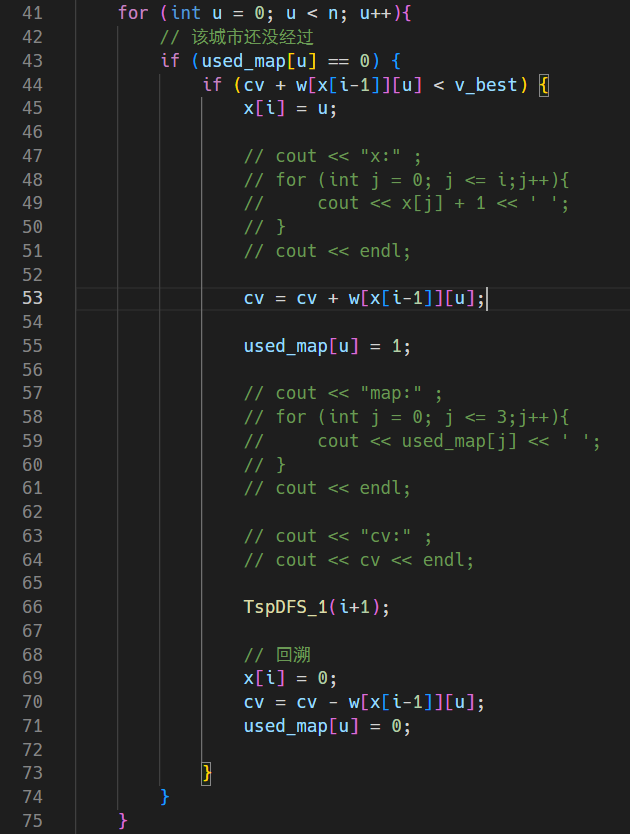 41 for (int u = 0; u < n; u++){
42 // 该城市还没经过
43 if (used_map[u] == 0) {
44 if (cv + w[x[i-1]][u] < v_best) {
45 x[i] = u;
46
47 // cout << "x:" ;
48 // for (int j = 0; j <= i;j++){
49 //     cout << x[j] + 1 << ' ';
50 // }
51 // cout << endl;
52
53 cv = cv + w[x[i-1]][u];
54
55 used_map[u] = 1;
56
57 // cout << "map:" ;
58 // for (int j = 0; j <= 3;j++){
59 //     cout << used_map[j] << ' ';
60 // }
61 // cout << endl;
62
63 // cout << "cv:" ;
64 // cout << cv << endl;
65
66 TspDFS_1(i+1);
67
68 // 回溯
69 x[i] = 0;
70 cv = cv - w[x[i-1]][u];
71 used_map[u] = 0;
72
73 }
74 }
75 }